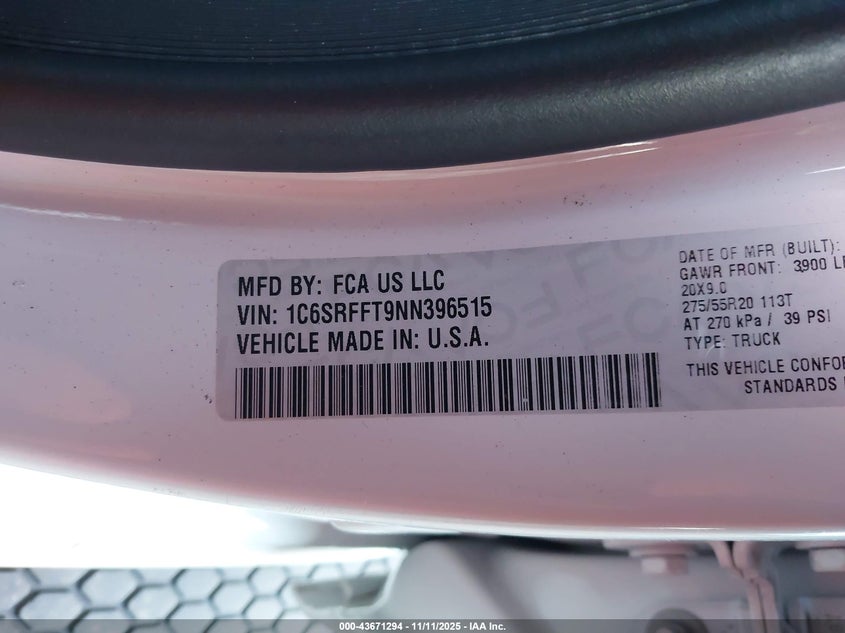 MFD BY: FCA US LLC
VIN: 1C6SRFFT9NN396515
VEHICLE MADE IN: U.S.A.
DATE OF MFR (BUILT):
GAWR FRONT: 3900 L
20X9.0
275/55R20 113T
AT 270 kPa / 39 PSI
TYPE: TRUCK
THIS VEHICLE CONFO
STANDARDS
000-43671294 - 11/11/2025 - IAA Inc.